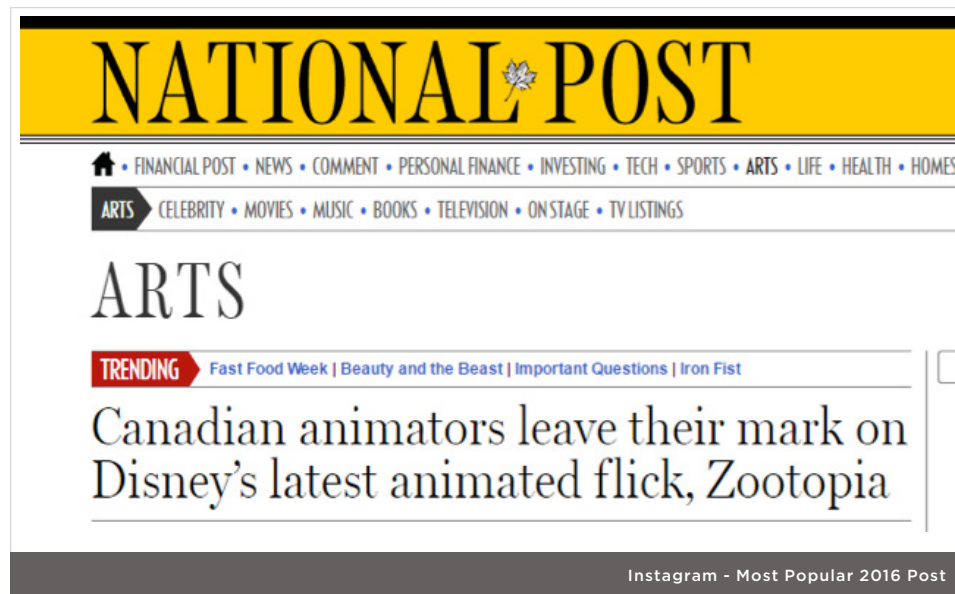 NATIONAL POST
• FINANCIAL POST • NEWS • COMMENT • PERSONAL FINANCE • INVESTING • TECH • SPORTS • ARTS • LIFE • HEALTH • HOMES
ARTS CELEBRITY • MOVIES • MUSIC • BOOKS • TELEVISION • ON STAGE • TV LISTINGS
ARTS
TRENDING Fast Food Week | Beauty and the Beast | Important Questions | Iron Fist
Canadian animators leave their mark on
Disney's latest animated flick, Zootopia
Instagram - Most Popular 2016 Post